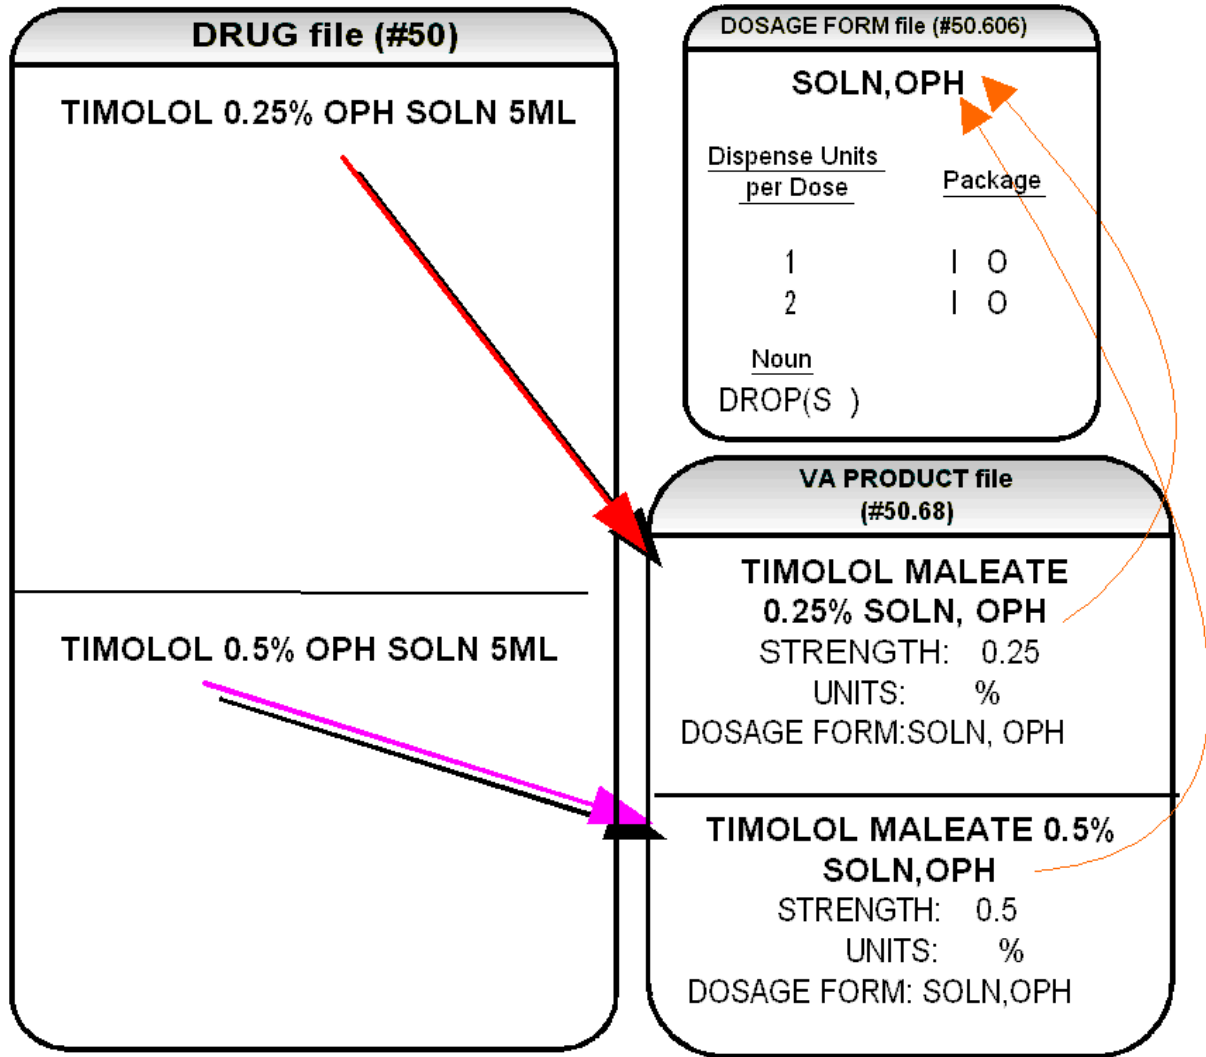 DRUG file (#50)
TIMOLOL 0.25% OPH SOLN 5ML
TIMOLOL 0.5% OPH SOLN 5ML
DOSAGE FORM file (#50.606)
SOLN,OPH
Dispense Units
per Dose
Package
1 I O
2 I O
Noun
DROP(S )
VA PRODUCT file
(#50.68)
TIMOLOL MALEATE
0.25% SOLN, OPH
STRENGTH: 0.25
UNITS: %
DOSAGE FORM:SOLN, OPH
TIMOLOL MALEATE 0.5%
SOLN,OPH
STRENGTH: 0.5
UNITS: %
DOSAGE FORM: SOLN,OPH